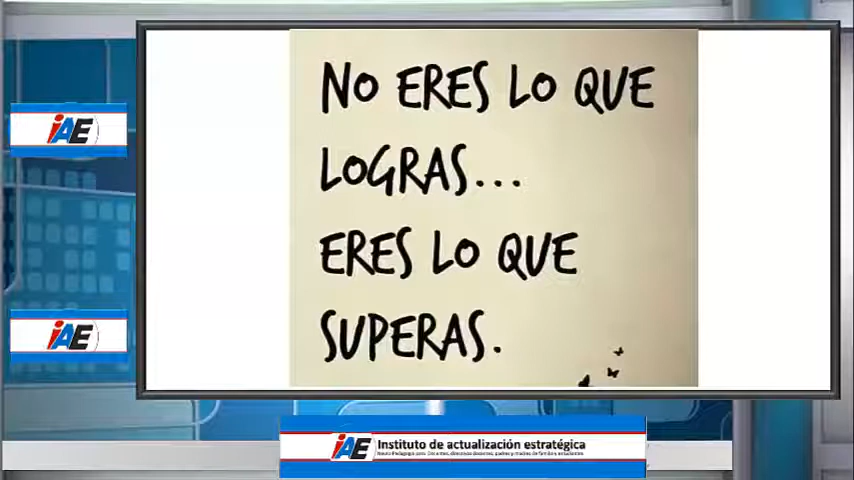 NO ERES LO QUE
LOGRAS...
ERES LO QUE
SUPERAS.
iAE
iAE
iAE Instituto de actualización estratégica